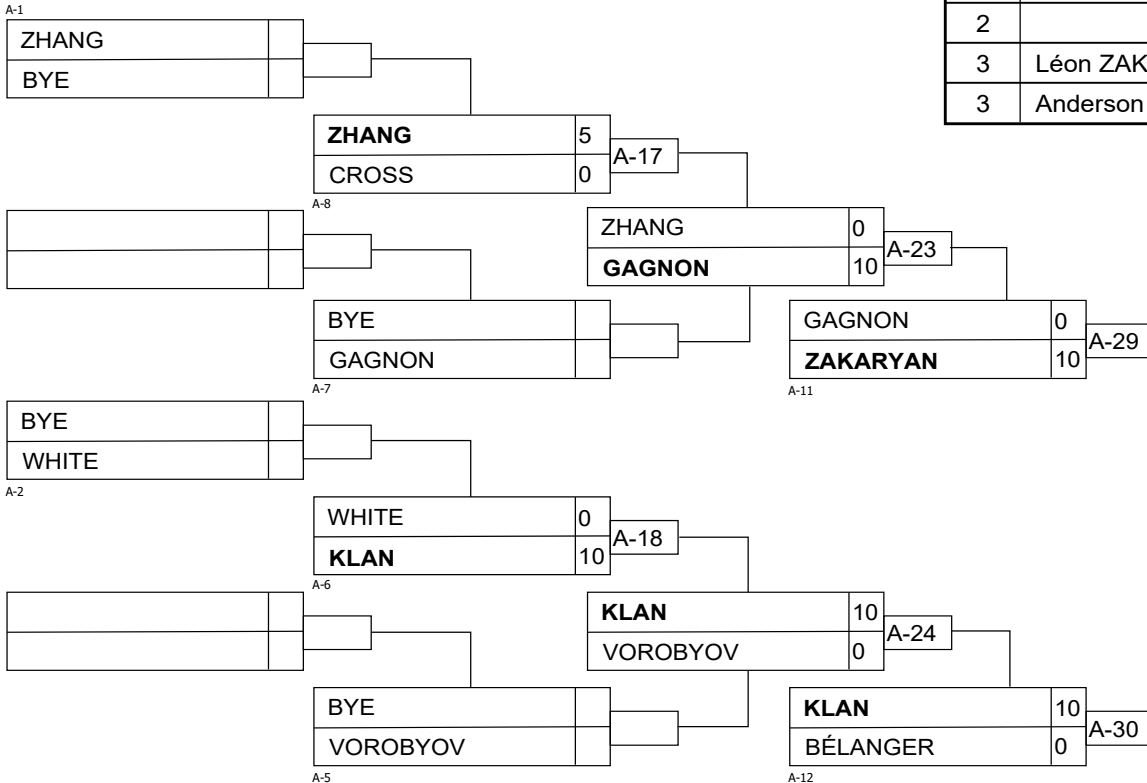 A-1
ZHANG
BYE
2
3 Léon ZAK
3 Anderson
ZHANG 5
CROSS 0
A-17
A-8
ZHANG 0
GAGNON 10
A-23
BYE
GAGNON
A-7
GAGNON 0
ZAKARYAN 10
A-29
A-11
BYE
WHITE
A-2
WHITE 0
KLAN 10
A-18
A-6
KLAN 10
VOROBYOV 0
A-24
BYE
VOROBYOV
A-5
KLAN 10
BÉLANGER 0
A-30
A-12